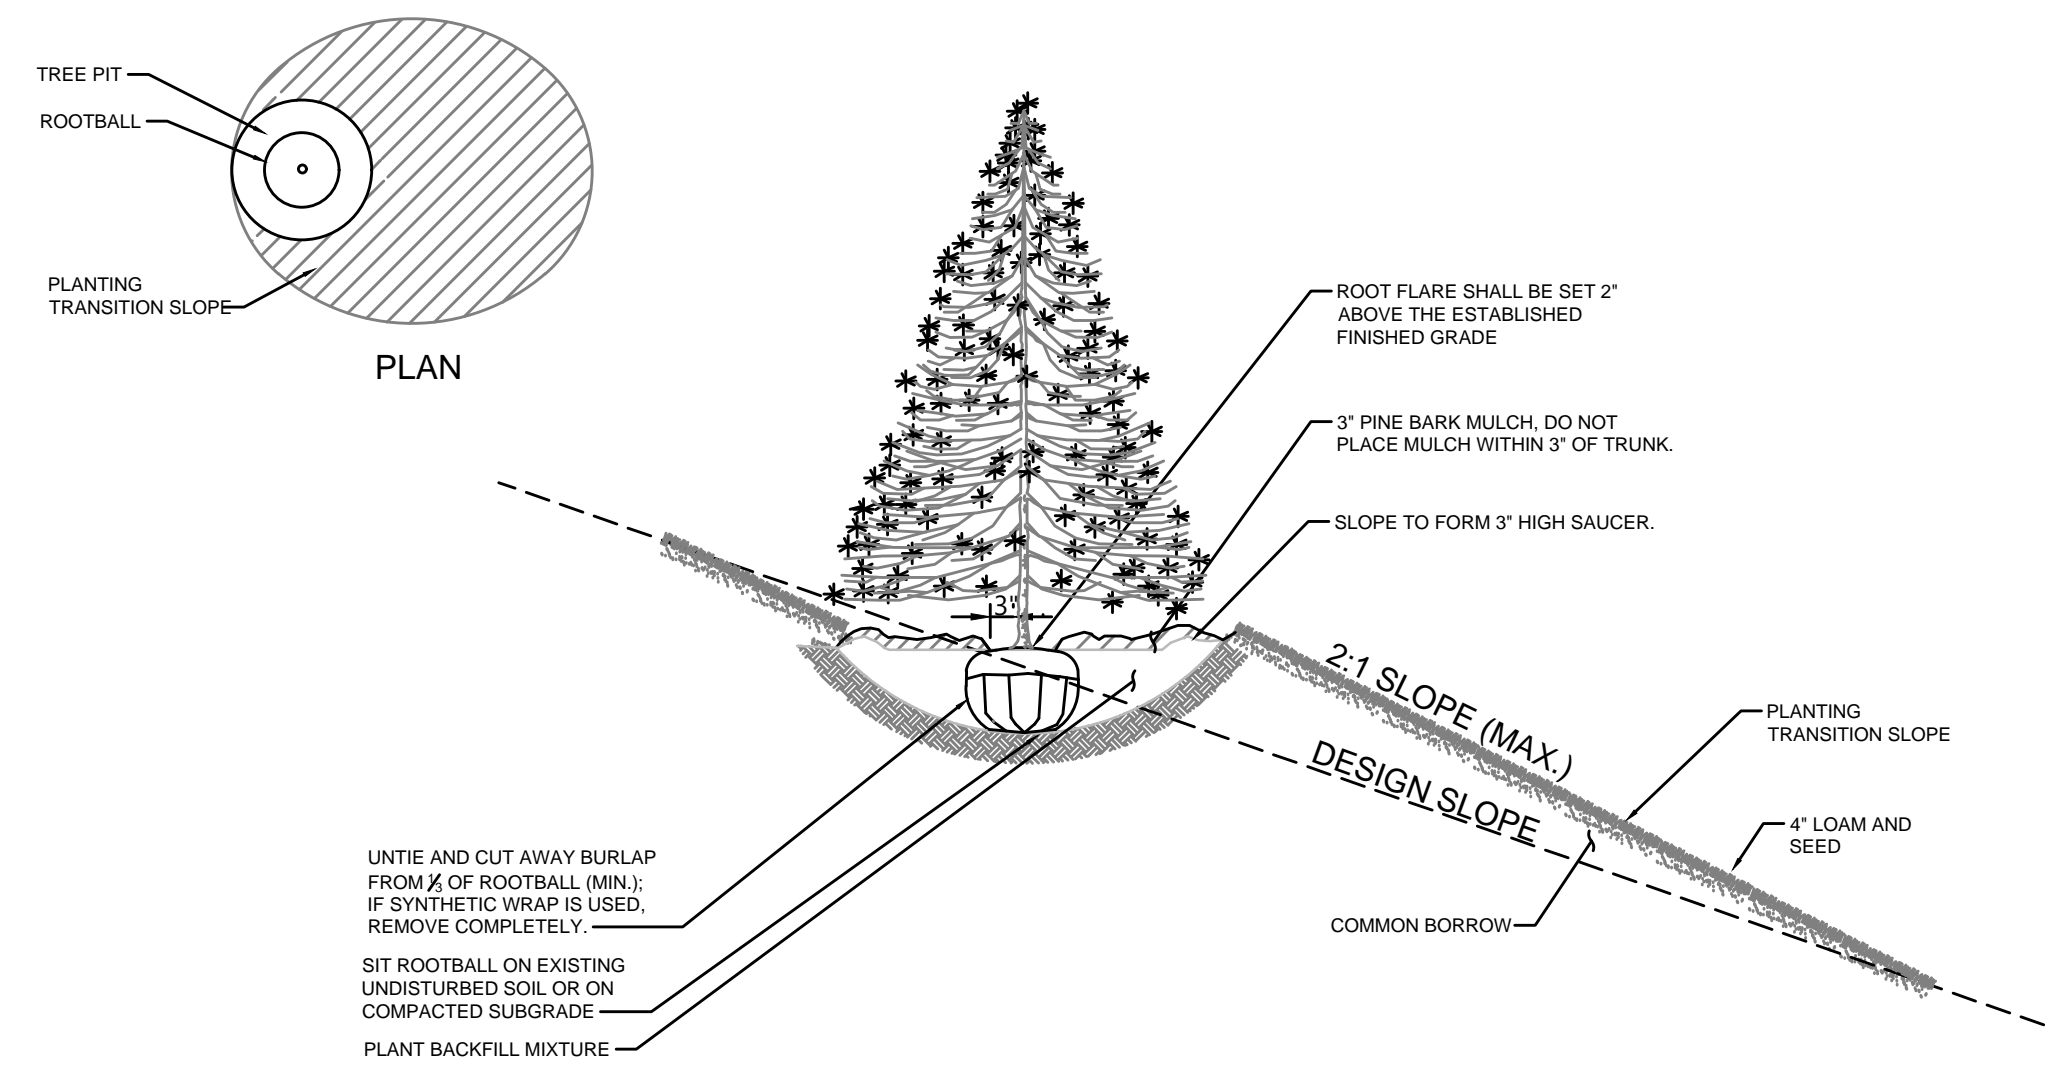 TREE PIT
ROOTBALL
PLANTING
TRANSITION SLOPE
PLAN
ROOT FLARE SHALL BE SET 2"
ABOVE THE ESTABLISHED
FINISHED GRADE
3" PINE BARK MULCH, DO NOT
PLACE MULCH WITHIN 3" OF TRUNK.
SLOPE TO FORM 3" HIGH SAUCER.
3"
2:1 SLOPE (MAX.)
DESIGN SLOPE
PLANTING
TRANSITION SLOPE
4" LOAM AND
SEED
COMMON BORROW
UNTIE AND CUT AWAY BURLAP
FROM 1/3 OF ROOTBALL (MIN.);
IF SYNTHETIC WRAP IS USED,
REMOVE COMPLETELY.
SIT ROOTBALL ON EXISTING
UNDISTURBED SOIL OR ON
COMPACTED SUBGRADE
PLANT BACKFILL MIXTURE